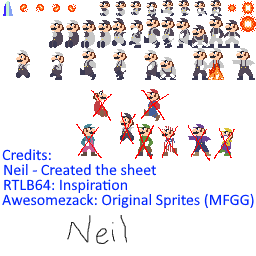 Credits:
Neil - Created the sheet
RTLB64: Inspiration
Awesomezack: Original Sprites (MFGG)
Neil